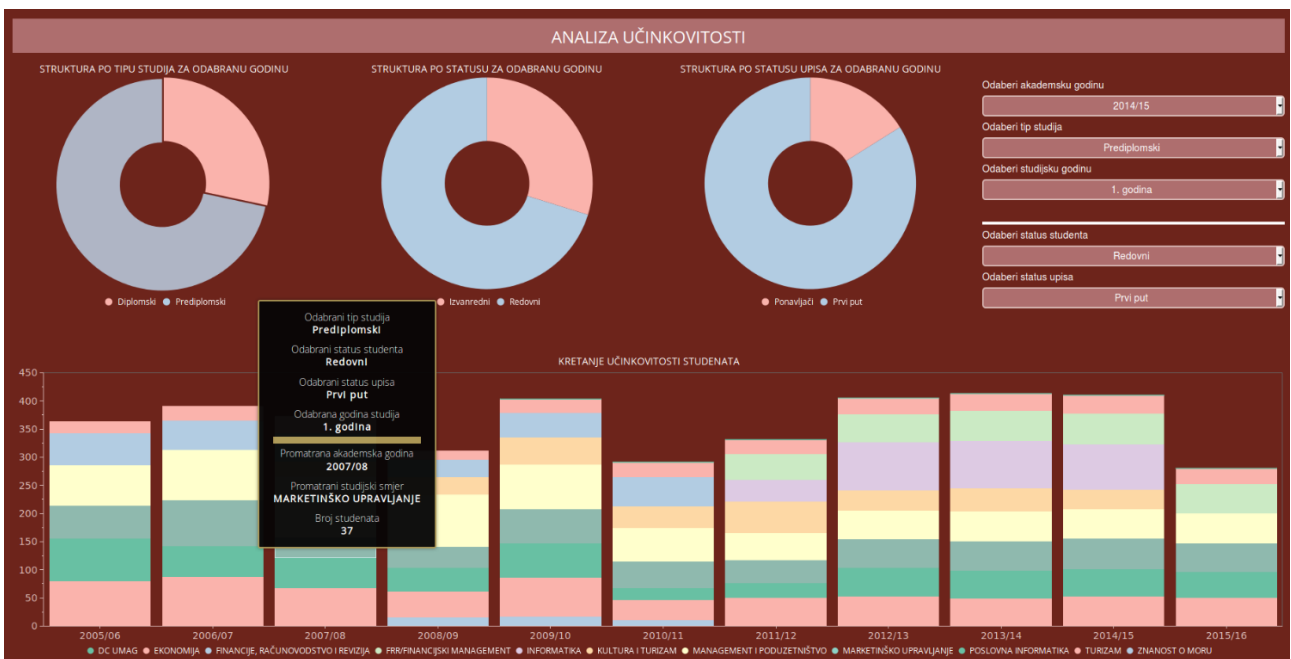 ANALIZA UČINKOVITOSTI
STRUKTURA PO TIPU STUDIJA ZA ODABRANU GODINU
STRUKTURA PO STATUSU ZA ODABRANU GODINU
STRUKTURA PO STATUSU UPISA ZA ODABRANU GODINU
Diplomski Prediplomski
Izvanredni Redovni
Ponavljači Prvi put
Odaberi akademsku godinu
2014/15
Odaberi tip studija
Prediplomski
Odaberi studijsku godinu
1. godina
Odaberi status studenta
Redovni
Odaberi status upisa
Prvi put
Odabrani tip studija
Prediplomski
Odabrani status studenta
Redovni
Odabrani status upisa
Prvi put
Odabrana godina studija
1. godina
Promatrana akademska godina
2007/08
Promatrani studijski smjer
MARKETINŠKO UPRAVLJANJE
Broj studenata
37
KRETANJE UČINKOVITOSTI STUDENATA
450
400
350
300
250
200
150
100
50
0
2005/06 2006/07 2007/08 2008/09 2009/10 2010/11 2011/12 2012/13 2013/14 2014/15 2015/16
DC UMAG EKONOMIJA FINANCIJE, RAČUNOVODSTVO I REVIZIJA FRR/FINANCIJSKI MANAGEMENT INFORMATIKA KULTURA I TURIZAM MANAGEMENT I PODUZETNIŠTVO MARKETINŠKO UPRAVLJANJE POSLOVNA INFORMATIKA TURIZAM ZNANOST O MORU